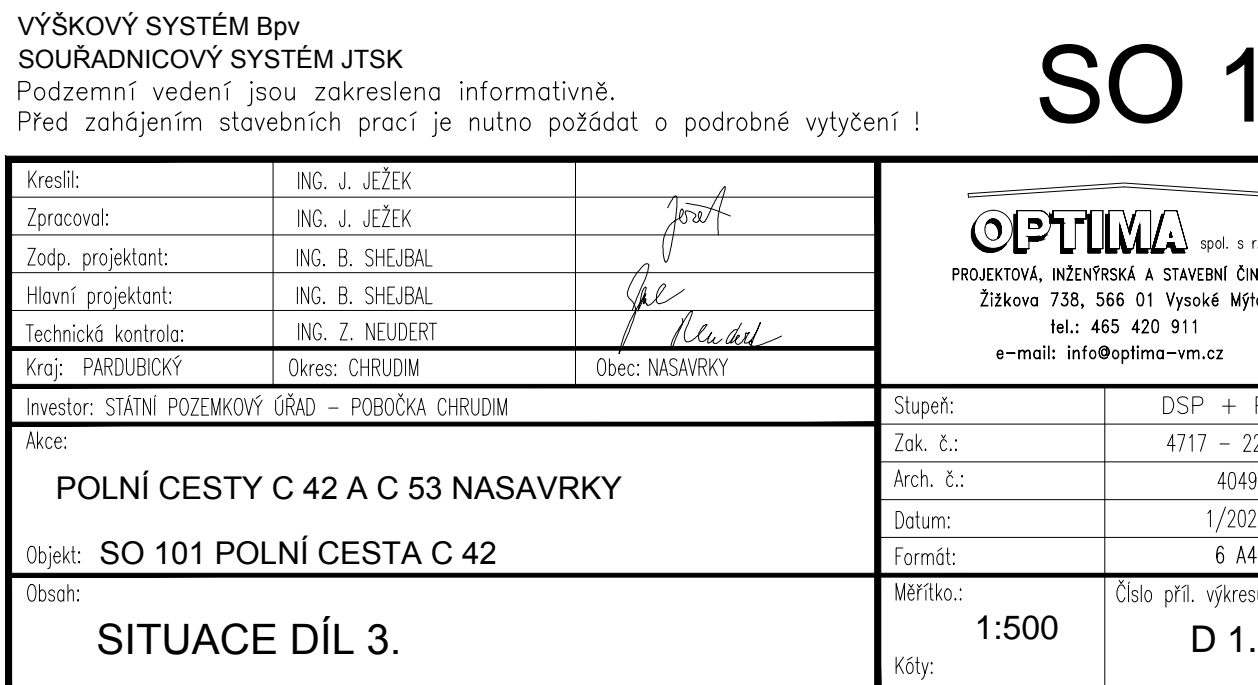 VÝŠKOVÝ SYSTÉM Bpv
SOUŘADNICOVÝ SYSTÉM JTSK
Podzemní vedení jsou zakreslena informativně.
Před zahájením stavebních prací je nutno požádat o podrobné vytyčení !
SO 1
Kreslil: ING. J. JEŽEK
Zpracoval: ING. J. JEŽEK
Zodp. projektant: ING. B. SHEJBAL
Hlavní projektant: ING. B. SHEJBAL
Technická kontrola: ING. Z. NEUDERT
Kraj: PARDUBICKÝ Okres: CHRUDIM Obec: NASAVRKY
OPTIMA spol. s r.
PROJEKTOVÁ, INŽENÝRSKÁ A STAVEBNÍ ČIN
Žižkova 738, 566 01 Vysoké Mýto
tel.: 465 420 911
e-mail: info@optima-vm.cz
Investor: STÁTNÍ POZEMKOVÝ ÚŘAD – POBOČKA CHRUDIM
Akce:
POLNÍ CESTY C 42 A C 53 NASAVRKY
Objekt: SO 101 POLNÍ CESTA C 42
Obsah:
SITUACE DÍL 3.
Stupeň: DSP +
Zak. č.: 4717 – 22
Arch. č.: 4049
Datum: 1/202
Formát: 6 A4
Měřítko.: Číslo příl. výkresu
1:500 D 1.
Kóty: